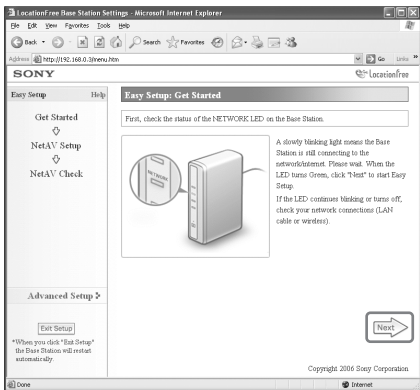 LocationFree Base Station Settings - Microsoft Internet Explorer
File Edit View Favorites Tools Help
Back Search Favorites
Address http://192.168.0.3/menu.htm Go Links »
SONY LocationFree
Easy Setup Help
Get Started
NetAV Setup
NetAV Check
Advanced Setup
Exit Setup
*When you click "Exit Setup"
the Base Station will restart
automatically.
Easy Setup: Get Started
First, check the status of the NETWORK LED on the Base Station.
NETWORK
A slowly blinking light means the Base
Station is still connecting to the
network/internet. Please wait. When the
LED turns Green, click "Next" to start Easy
Setup.
If the LED continues blinking or turns off,
check your network connections (LAN
cable or wireless).
Next
Copyright 2006 Sony Corporation
Done Internet